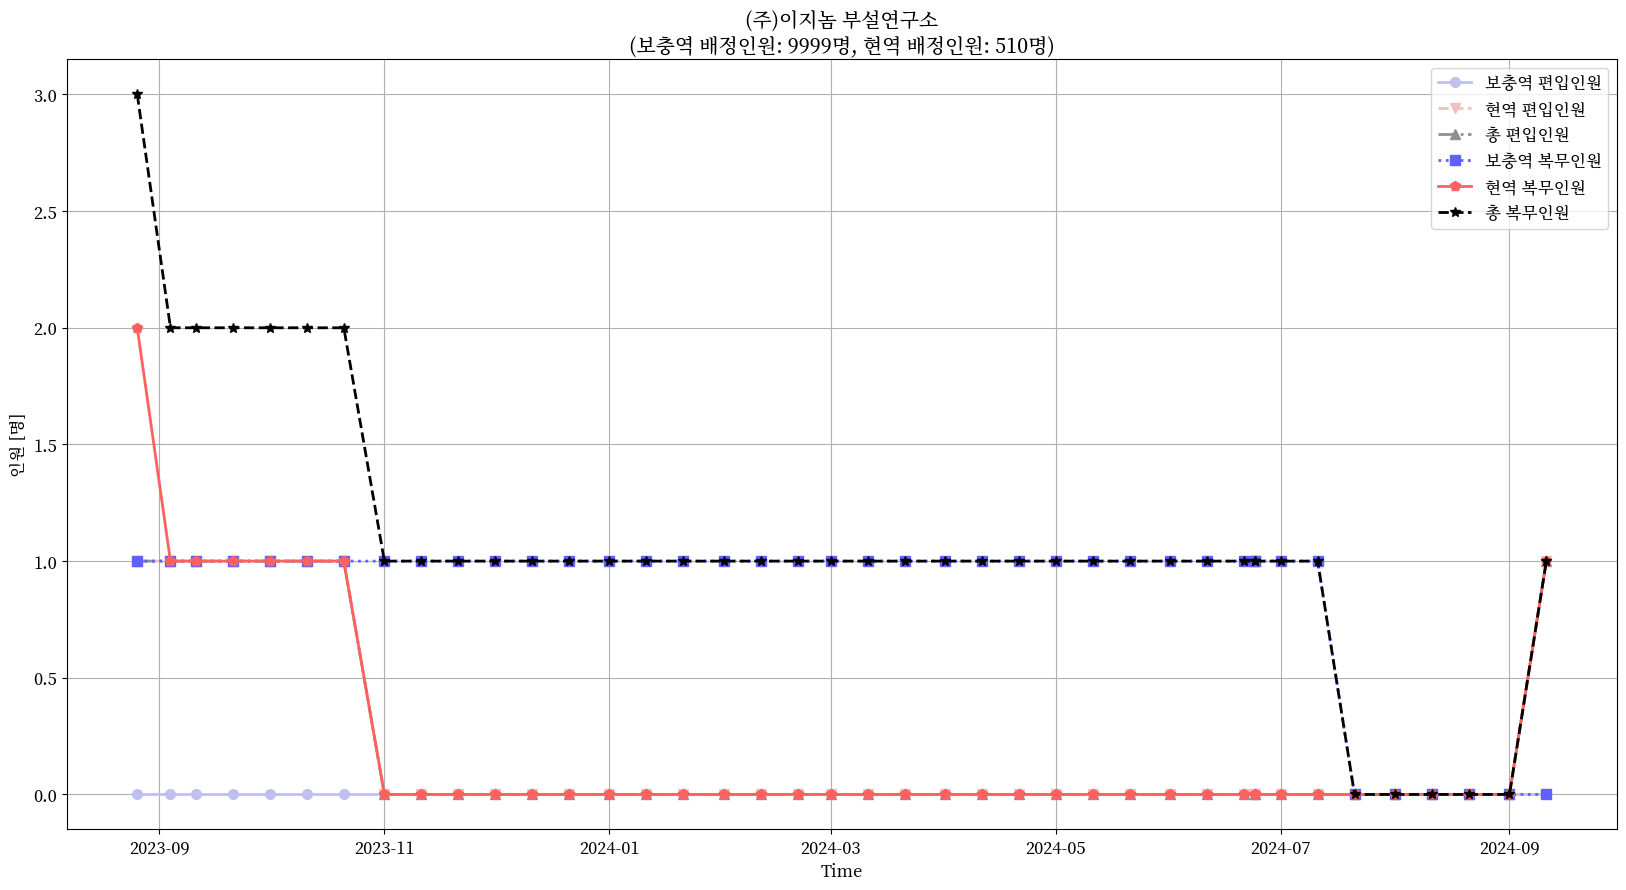 (주)이지놈 부설연구소
(보충역 배정인원: 9999명, 현역 배정인원: 510명)
보충역 편입인원
현역 편입인원
총 편입인원
보충역 복무인원
현역 복무인원
총 복무인원
3.0
2.5
2.0
1.5
1.0
0.5
0.0
인원 [명]
2023-09 2023-11 2024-01 2024-03 2024-05 2024-07 2024-09
Time